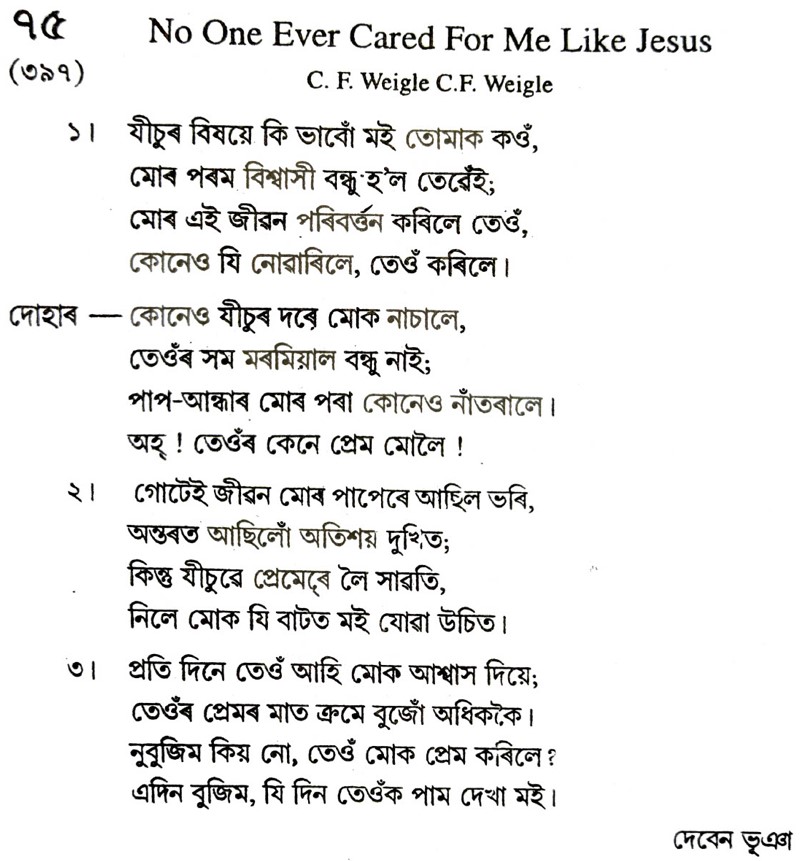 ৭৫ No One Ever Cared For Me Like Jesus
(৩৯৭) C. F. Weigle C.F. Weigle
১। যীচুৰ বিষয়ে কি ভাবোঁ মই তোমাক কওঁ,
মোৰ পৰম বিশ্বাসী বন্ধু হ'ল তেৱেঁই;
মোৰ এই জীৱন পৰিবৰ্ত্তন কৰিলে তেওঁ,
কোনেও যি নোৱাৰিলে, তেওঁ কৰিলে।
দোহাৰ — কোনেও যীচুৰ দৰে মোক নাচালে,
তেওঁৰ সম মৰমিয়াল বন্ধু নাই;
পাপ-আন্ধাৰ মোৰ পৰা কোনেও নাঁতৰালে।
অহ্ ! তেওঁৰ কেনে প্ৰেম মোলৈ !
২। গোটেই জীৱন মোৰ পাপেৰে আছিল ভৰি,
অন্তৰত আছিলোঁ অতিশয় দুখিত;
কিন্তু যীচুৱে প্ৰেমেৰে লৈ সাৱতি,
নিলে মোক যি বাটত মই যোৱা উচিত।
৩। প্ৰতি দিনে তেওঁ আহি মোক আশ্বাস দিয়ে;
তেওঁৰ প্ৰেমৰ মাত ক্ৰমে বুজোঁ অধিককৈ।
নুবুজিম কিয় নো, তেওঁ মোক প্ৰেম কৰিলে?
এদিন বুজিম, যি দিন তেওঁক পাম দেখা মই।
দেবেন ভূঞা